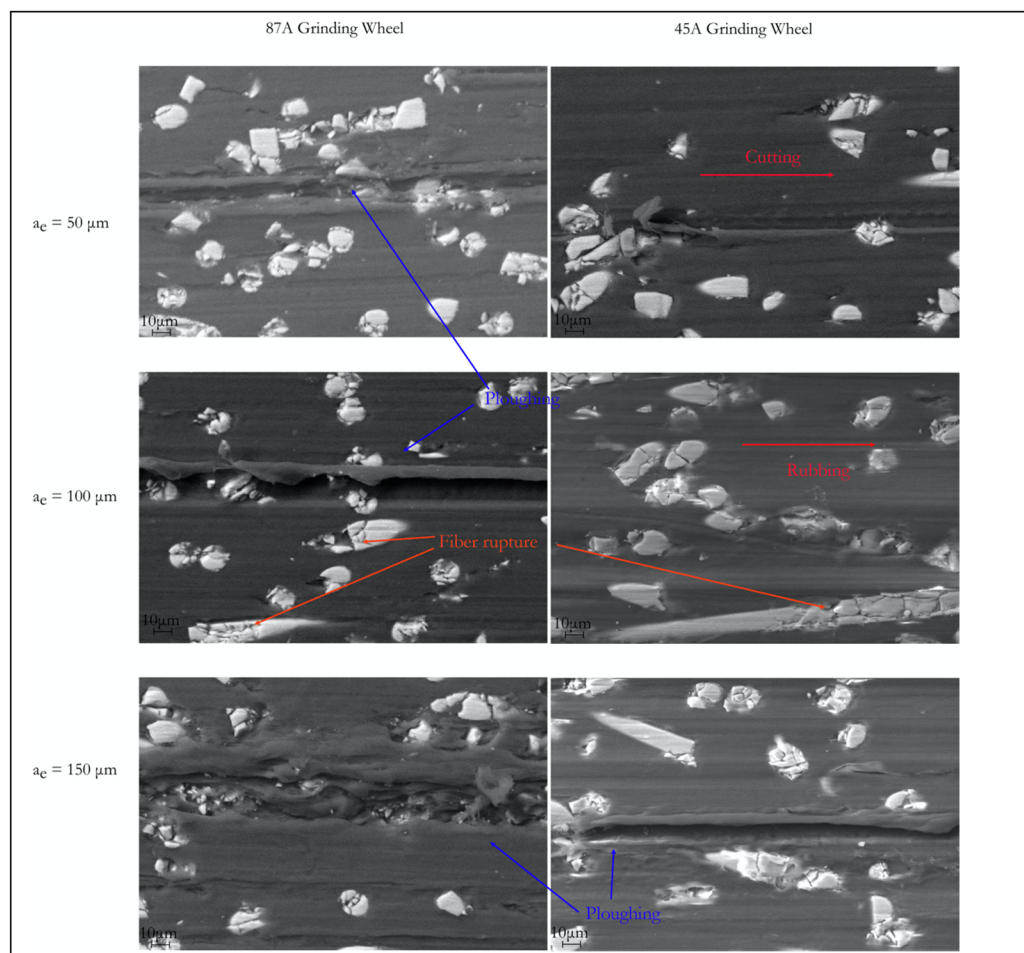 87A Grinding Wheel
45A Grinding Wheel
aₑ = 50 µm
Cutting
10µm
10µm
Ploughing
aₑ = 100 µm
Rubbing
Fiber rupture
10µm
10µm
aₑ = 150 µm
Ploughing
10µm
10µm